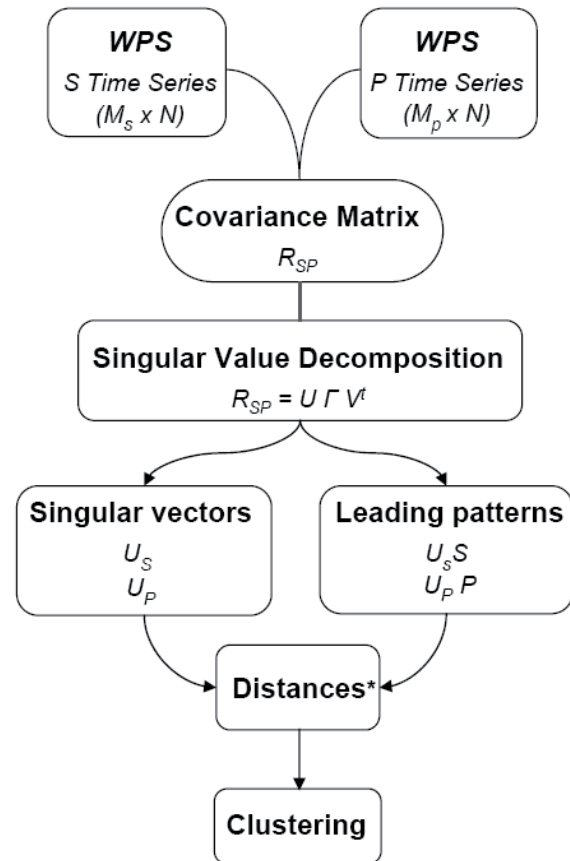 WPS
S Time Series
(Ms x N)
WPS
P Time Series
(Mp x N)
Covariance Matrix
RSP
Singular Value Decomposition
RSP = U Γ Vt
Singular vectors
US
UP
Leading patterns
UsS
UP P
Distances*
Clustering